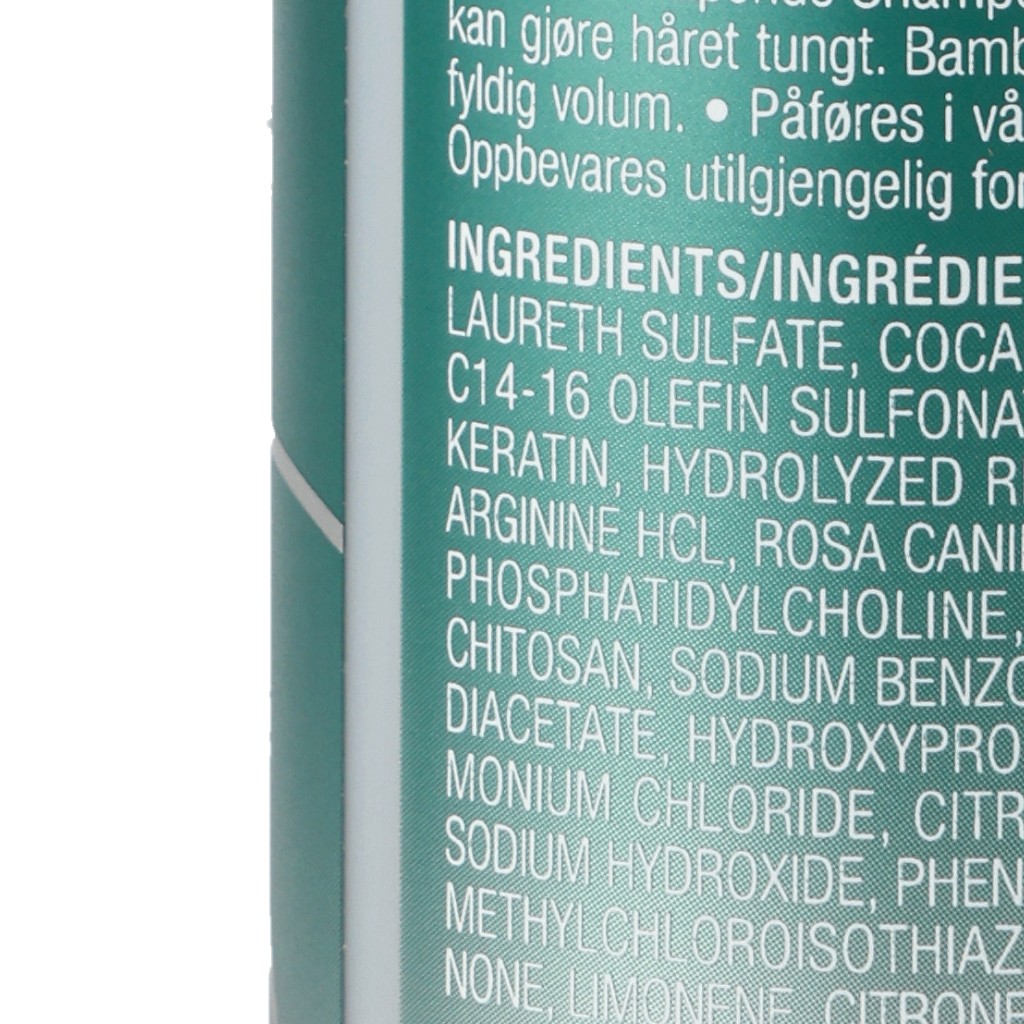 kan gjøre håret tungt. Bamb
fyldig volum. • Påføres i vå
Oppbevares utilgjengelig for
INGREDIENTS/INGRÉDIE
LAURETH SULFATE, COCA
C14-16 OLEFIN SULFONA
KERATIN, HYDROLYZED R
ARGININE HCL, ROSA CANI
PHOSPHATIDYLCHOLINE,
CHITOSAN, SODIUM BENZO
DIACETATE, HYDROXYPRO
MONIUM CHLORIDE, CITR
SODIUM HYDROXIDE, PHEN
METHYLCHLOROISOTHIAZ
NONE, LIMONENE, CITRONE